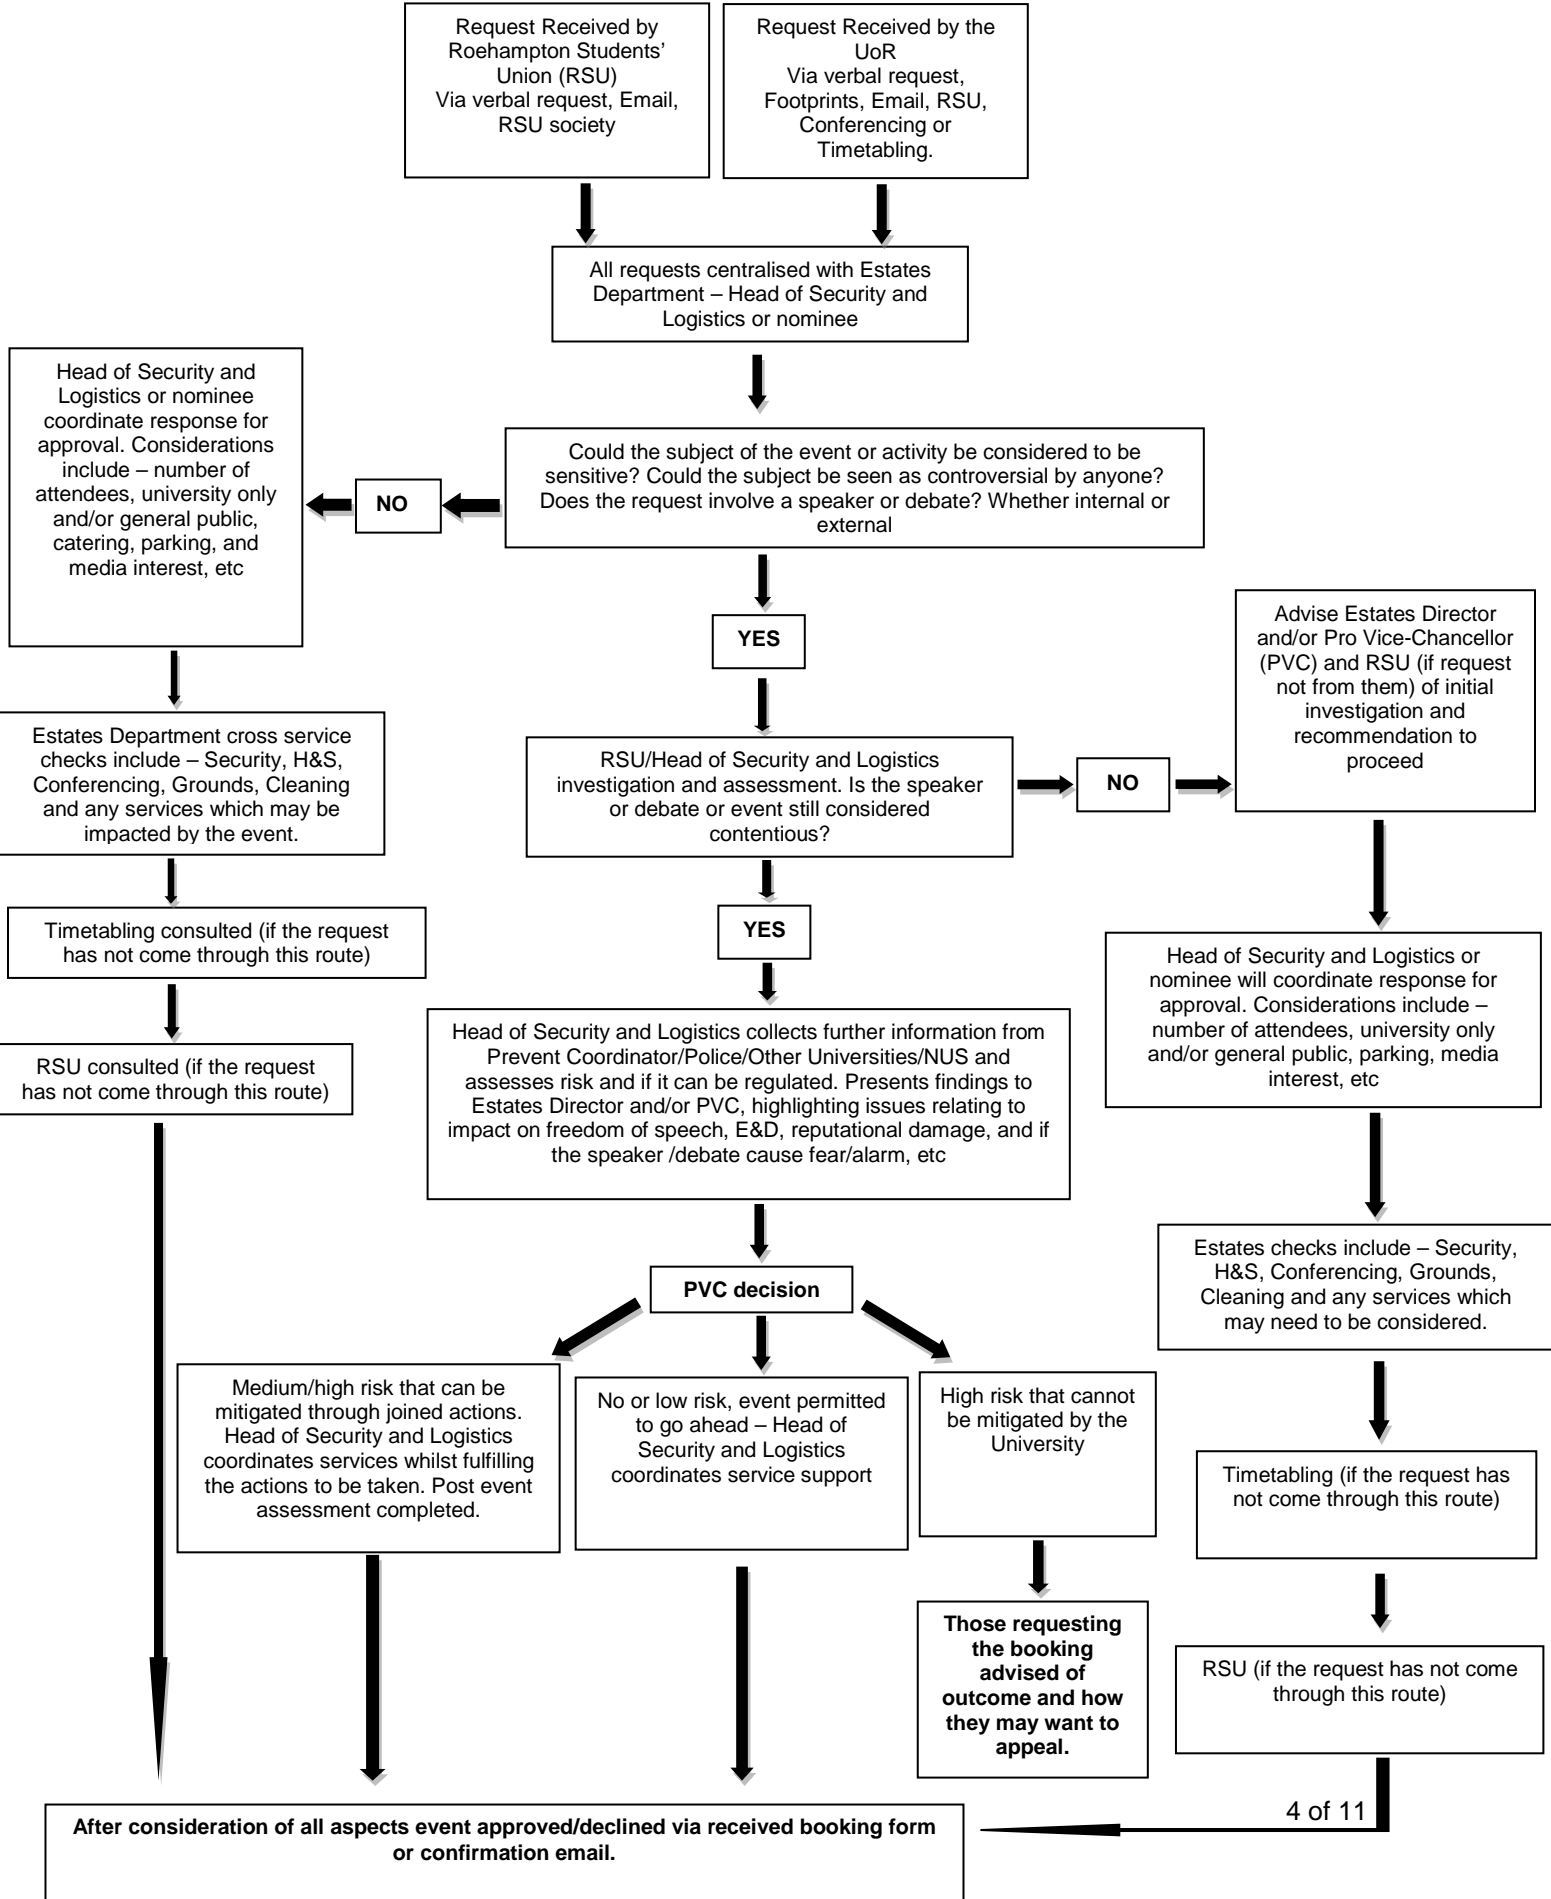 Request Received by
Roehampton Students'
Union (RSU)
Via verbal request, Email,
RSU society
Request Received by the
UoR
Via verbal request,
Footprints, Email, RSU,
Conferencing or
Timetabling.
All requests centralised with Estates
Department – Head of Security and
Logistics or nominee
Head of Security and
Logistics or nominee
coordinate response for
approval. Considerations
include – number of
attendees, university only
and/or general public,
catering, parking, and
media interest, etc
NO
Could the subject of the event or activity be considered to be
sensitive? Could the subject be seen as controversial by anyone?
Does the request involve a speaker or debate? Whether internal or
external
YES
Advise Estates Director
and/or Pro Vice-Chancellor
(PVC) and RSU (if request
not from them) of initial
investigation and
recommendation to
proceed
Estates Department cross service
checks include – Security, H&S,
Conferencing, Grounds, Cleaning
and any services which may be
impacted by the event.
RSU/Head of Security and Logistics
investigation and assessment. Is the speaker
or debate or event still considered
contentious?
NO
Timetabling consulted (if the request
has not come through this route)
YES
Head of Security and Logistics or
nominee will coordinate response for
approval. Considerations include –
number of attendees, university only
and/or general public, parking, media
interest, etc
RSU consulted (if the request
has not come through this route)
Head of Security and Logistics collects further information from
Prevent Coordinator/Police/Other Universities/NUS and
assesses risk and if it can be regulated. Presents findings to
Estates Director and/or PVC, highlighting issues relating to
impact on freedom of speech, E&D, reputational damage, and if
the speaker /debate cause fear/alarm, etc
Estates checks include – Security,
H&S, Conferencing, Grounds,
Cleaning and any services which
may need to be considered.
PVC decision
Medium/high risk that can be
mitigated through joined actions.
Head of Security and Logistics
coordinates services whilst fulfilling
the actions to be taken. Post event
assessment completed.
No or low risk, event permitted
to go ahead – Head of
Security and Logistics
coordinates service support
High risk that cannot
be mitigated by the
University
Timetabling (if the request has
not come through this route)
Those requesting
the booking
advised of
outcome and how
they may want to
appeal.
RSU (if the request has not come
through this route)
4 of 11
After consideration of all aspects event approved/declined via received booking form
or confirmation email.